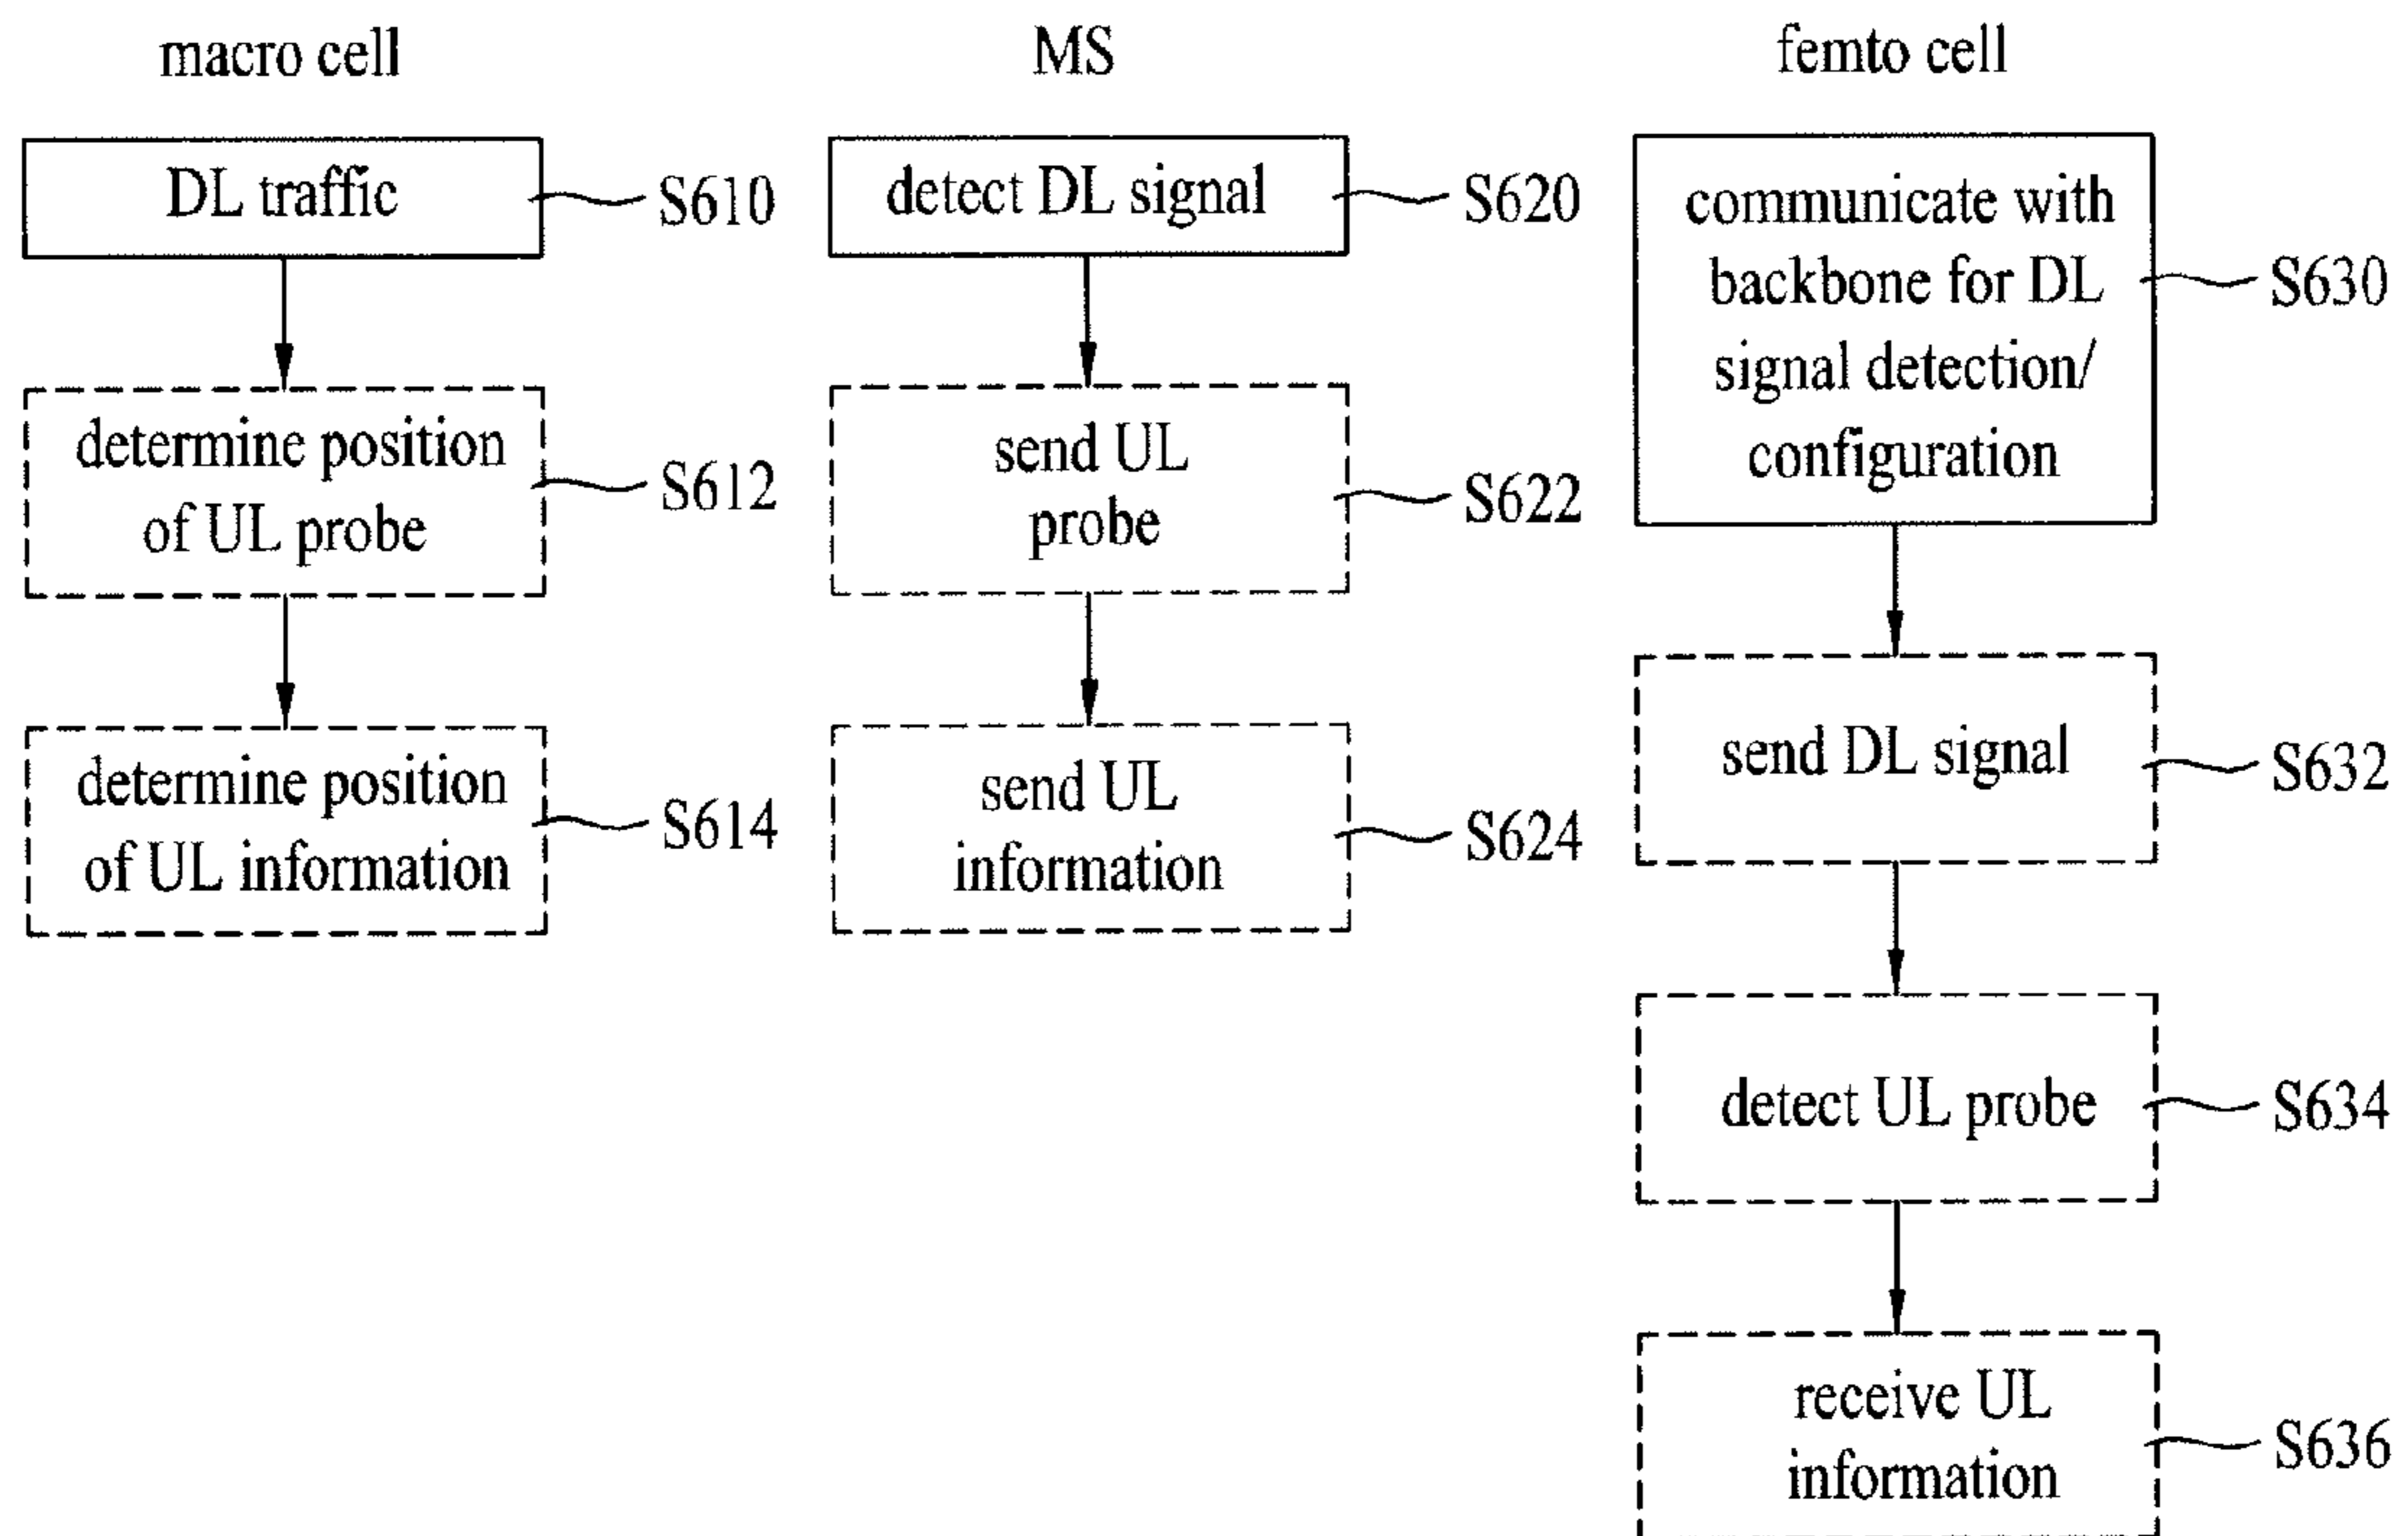 macro cell
DL traffic
S610
determine position
of UL probe
S612
determine position
of UL information
S614
MS
detect DL signal
S620
send UL
probe
S622
send UL
information
S624
femto cell
communicate with
backbone for DL
signal detection/
configuration
S630
send DL signal
S632
detect UL probe
S634
receive UL
information
S636